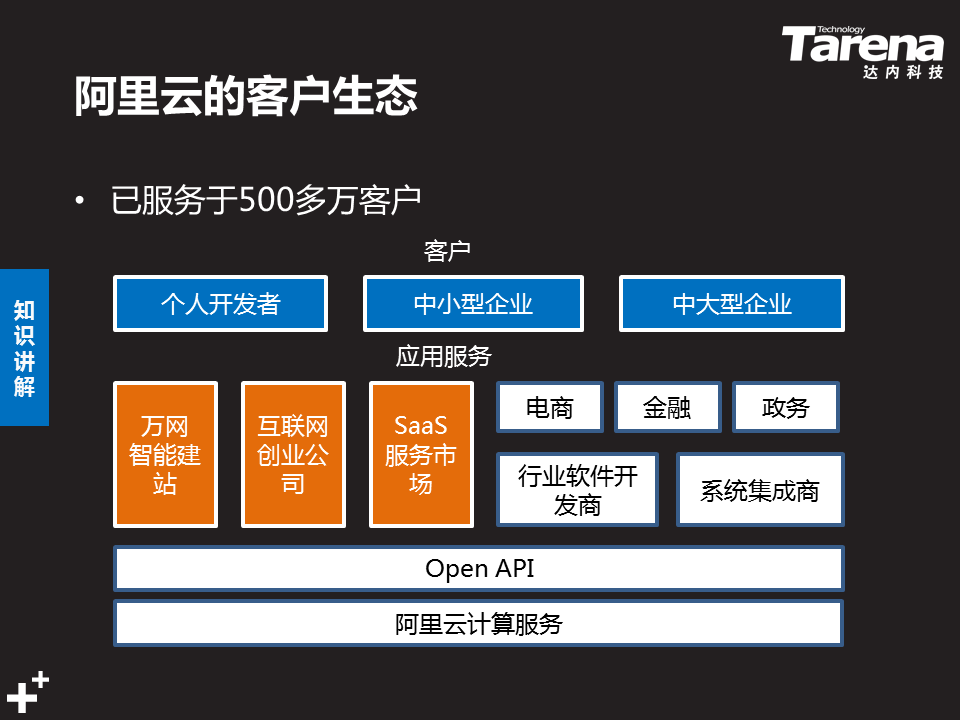 Technology
Tarena
达内科技
阿里云的客户生态
• 已服务于500多万客户
客户
个人开发者
中小型企业
中大型企业
知
识
讲
解
应用服务
万网
智能建
站
互联网
创业公
司
SaaS
服务市
场
电商
金融
政务
行业软件开
发商
系统集成商
Open API
阿里云计算服务